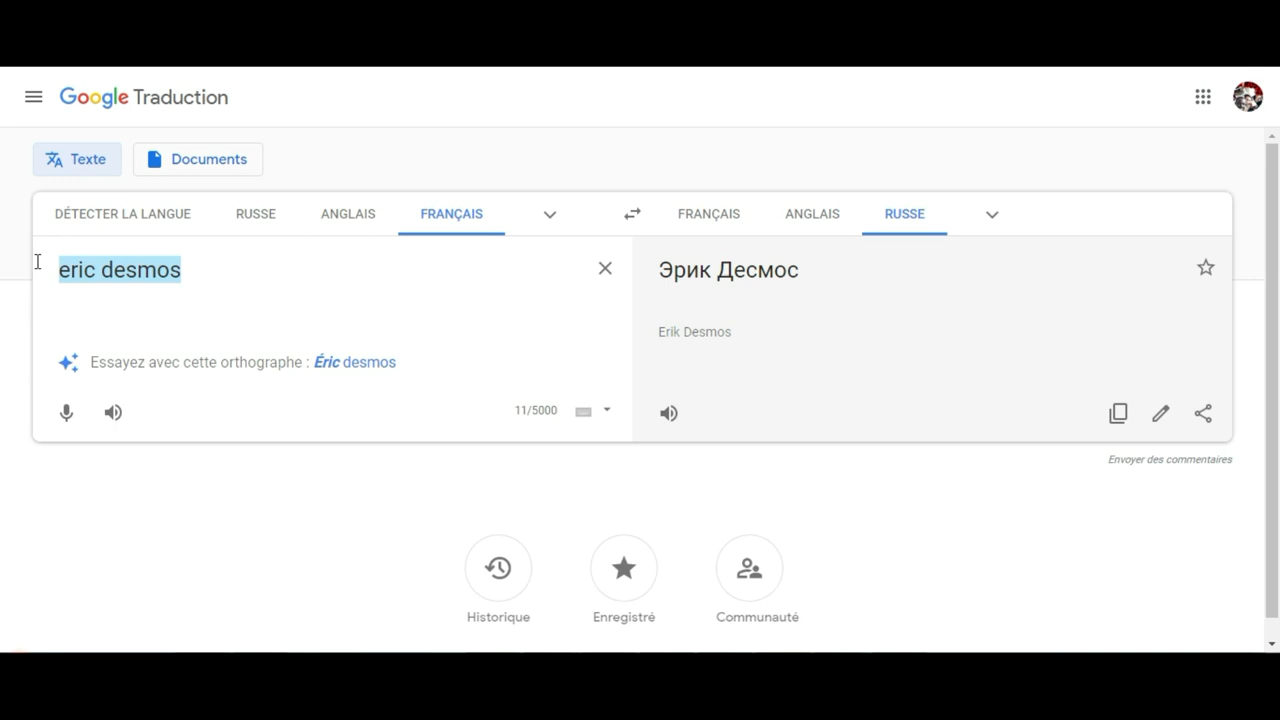 Google Traduction
Texte
Documents
DÉTECTER LA LANGUE RUSSE ANGLAIS FRANÇAIS
FRANÇAIS ANGLAIS RUSSE
eric desmos
Essayez avec cette orthographe : Éric desmos
11/5000
Эрик Десмос
Erik Desmos
Envoyer des commentaires
Historique
Enregistré
Communauté